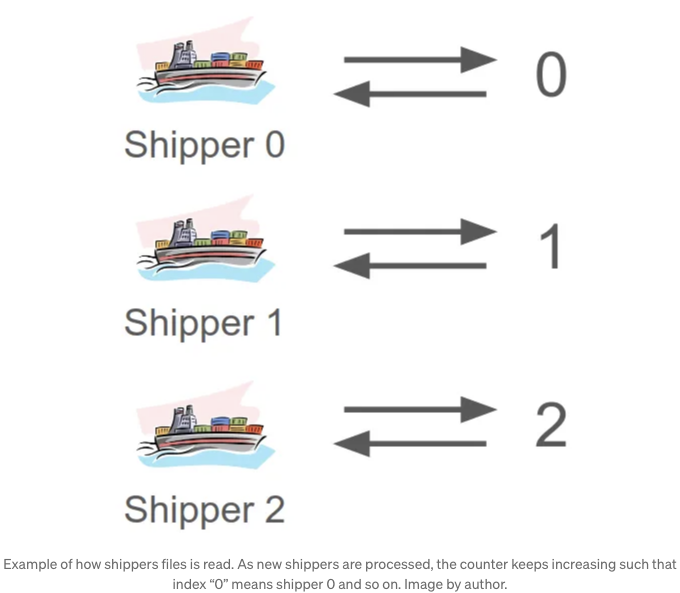 0
Shipper 0
1
Shipper 1
2
Shipper 2
Example of how shippers files is read. As new shippers are processed, the counter keeps increasing such that
index “0” means shipper 0 and so on. Image by author.